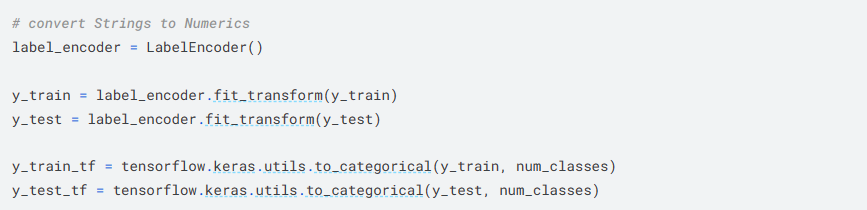 # convert Strings to Numerics
label_encoder = LabelEncoder()
y_train = label_encoder.fit_transform(y_train)
y_test = label_encoder.fit_transform(y_test)
y_train_tf = tensorflow.keras.utils.to_categorical(y_train, num_classes)
y_test_tf = tensorflow.keras.utils.to_categorical(y_test, num_classes)